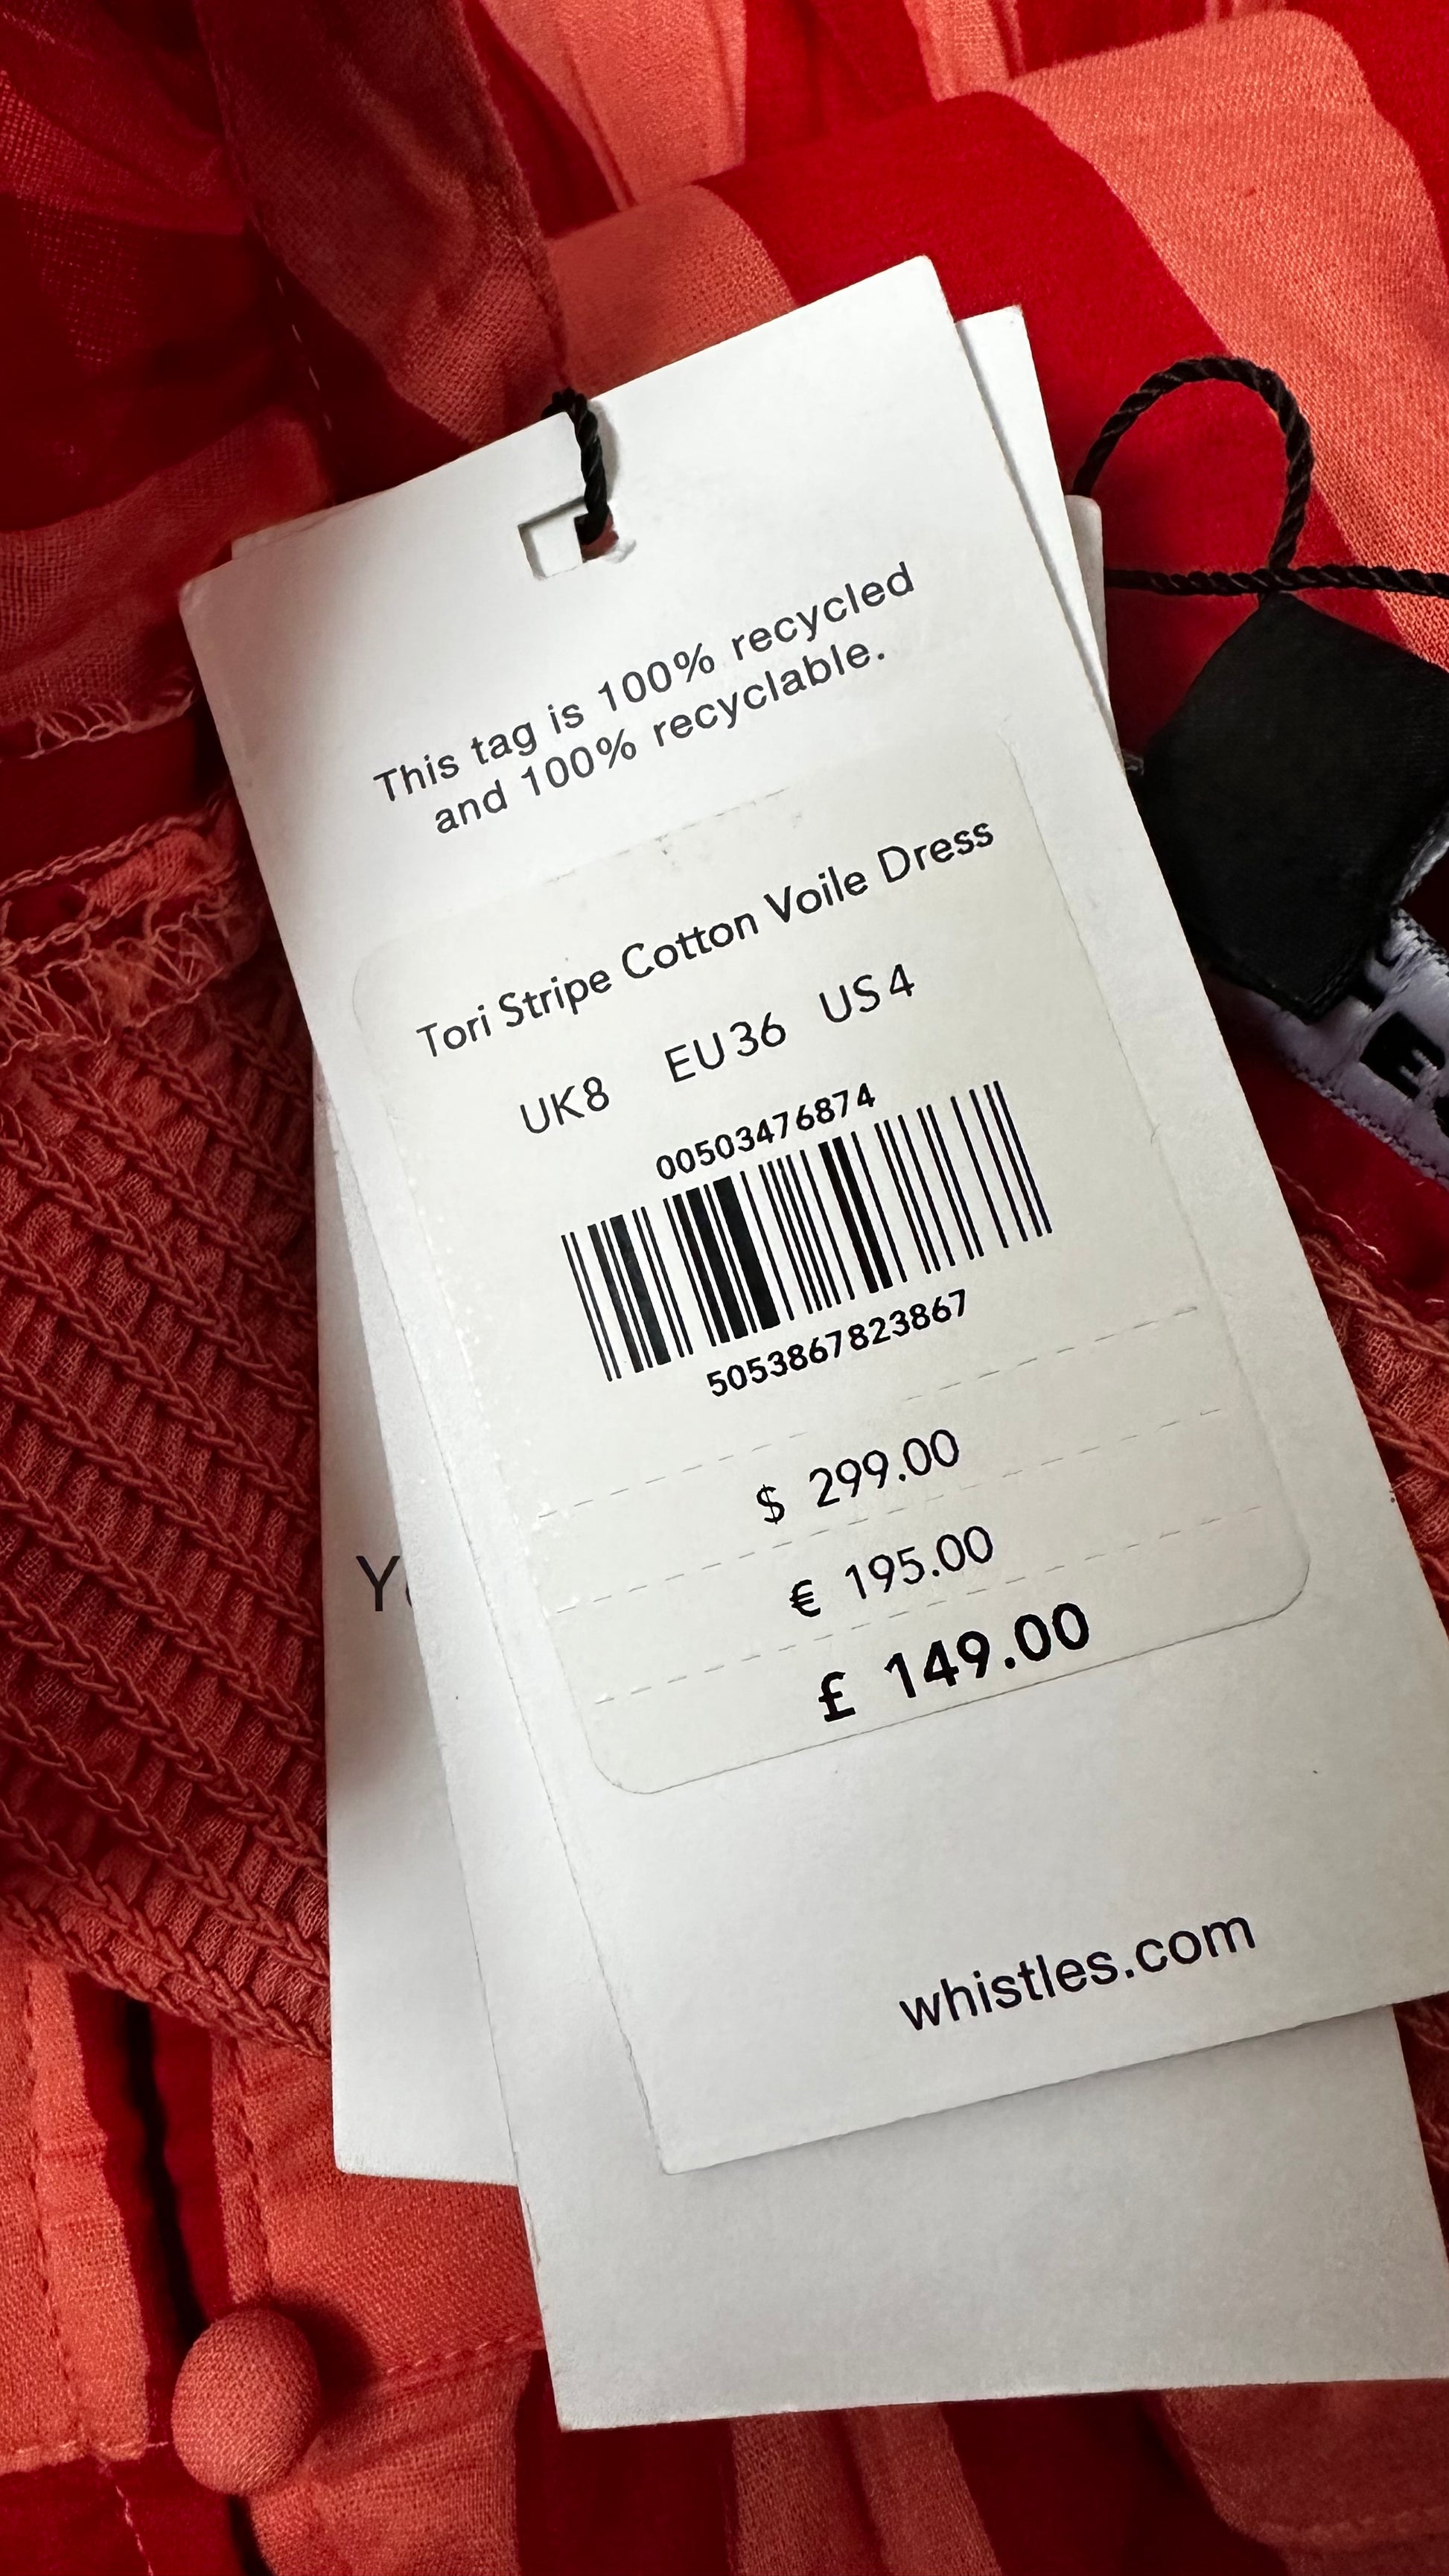 This tag is 100% recycled
and 100% recyclable.
Tori Stripe Cotton Voile Dress
UK8 EU36 US4
00503476874
5053867823867
$ 299.00
€ 195.00
£ 149.00
whistles.com